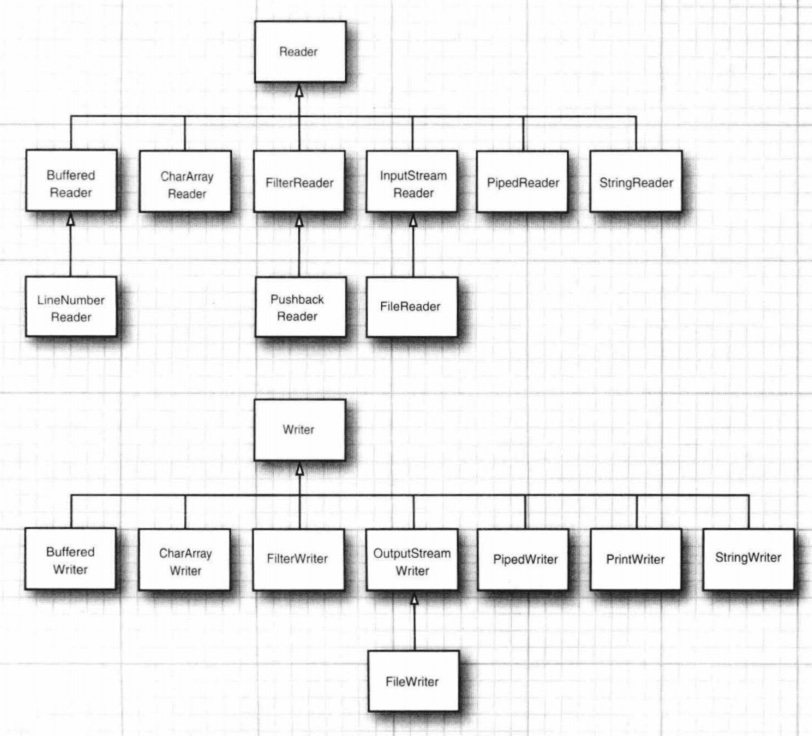 Reader
Buffered
Reader
CharArray
Reader
FilterReader
InputStream
Reader
PipedReader
StringReader
LineNumber
Reader
Pushback
Reader
FileReader
Writer
Buffered
Writer
CharArray
Writer
FilterWriter
OutputStream
Writer
PipedWriter
PrintWriter
StringWriter
FileWriter